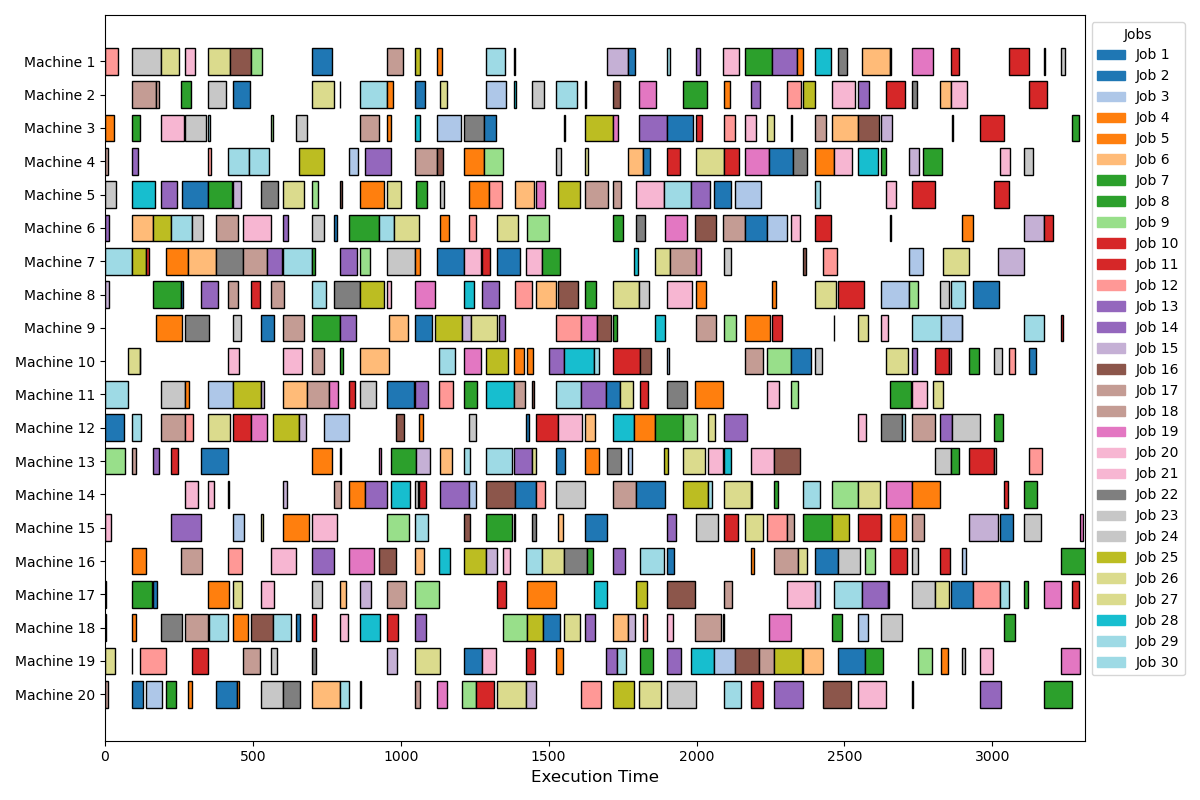 Machine 1
Machine 2
Machine 3
Machine 4
Machine 5
Machine 6
Machine 7
Machine 8
Machine 9
Machine 10
Machine 11
Machine 12
Machine 13
Machine 14
Machine 15
Machine 16
Machine 17
Machine 18
Machine 19
Machine 20
0 500 1000 1500 2000 2500 3000
Execution Time
Jobs
Job 1
Job 2
Job 3
Job 4
Job 5
Job 6
Job 7
Job 8
Job 9
Job 10
Job 11
Job 12
Job 13
Job 14
Job 15
Job 16
Job 17
Job 18
Job 19
Job 20
Job 21
Job 22
Job 23
Job 24
Job 25
Job 26
Job 27
Job 28
Job 29
Job 30